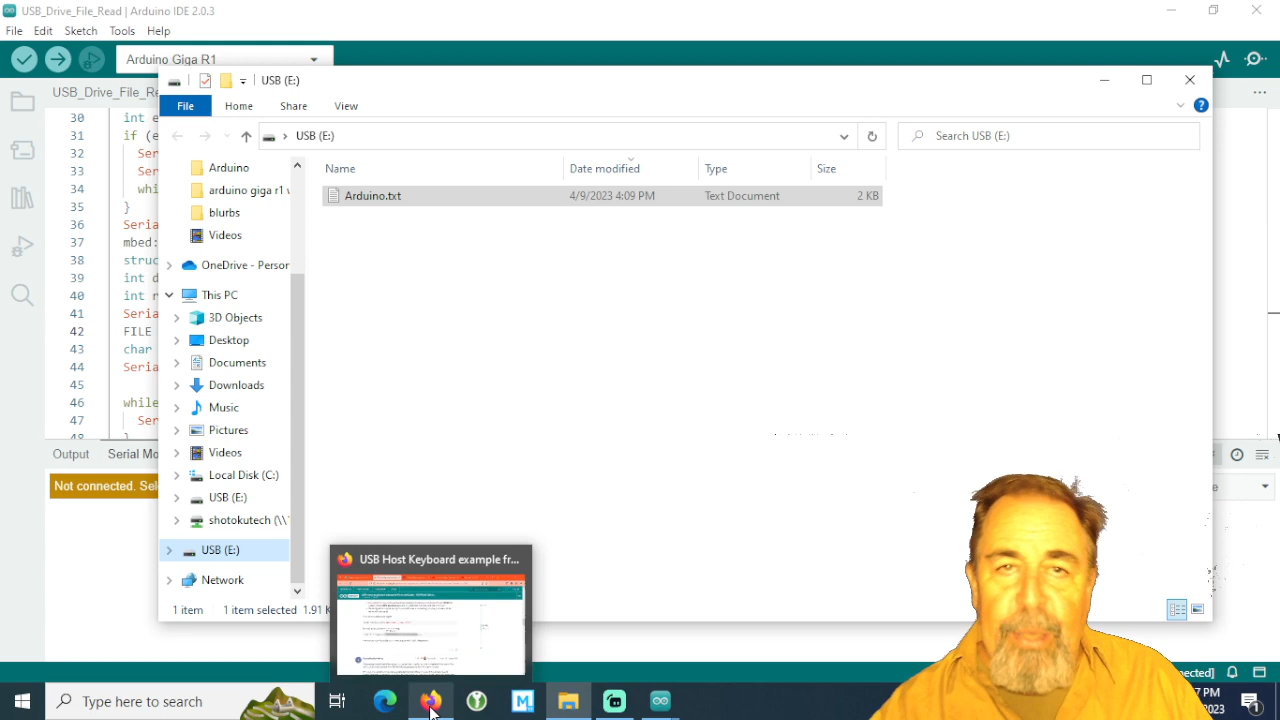 USB_Drive_File_Read | Arduino IDE 2.0.3
File Edit Sketch Tools Help
Arduino Giga R1
USB (E:)
File Home Share View
USB (E:)
Search USB (E:)
Name Date modified Type Size
Arduino.txt 4/9/2023 4:09 PM Text Document 2 KB
Arduino
arduino giga r1
blurbs
Videos
OneDrive - Person
This PC
3D Objects
Desktop
Documents
Downloads
Music
Pictures
Videos
Local Disk (C:)
USB (E:)
shotokutech (\\
USB (E:)
Network
1 item 1 item selected 1.91 K
USB_Drive_File_Re
30 int e
31 if (e
32 Ser
33 Ser
34 whi
35 }
36 Seria
37 mbed:
38 struc
39 int d
40 int r
41 Seria
42 FILE
43 char
44 Seria
45
46 while
47 Ser
48 }
Output Serial Mo
Not connected. Sel
USB Host Keyboard example fr...
Type here to search